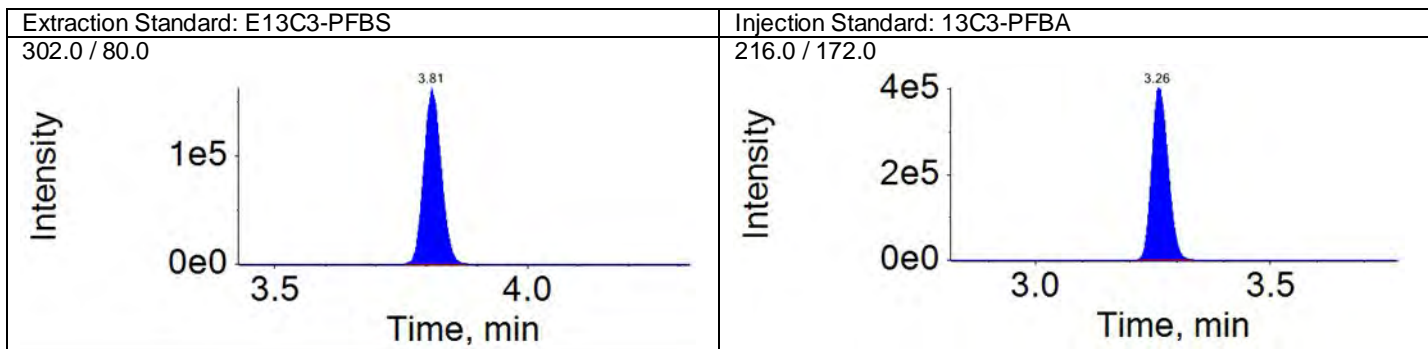 Extraction Standard: E13C3-PFBS
302.0 / 80.0
3.81
Intensity
1e5
0e0
3.5 4.0
Time, min
Injection Standard: 13C3-PFBA
216.0 / 172.0
3.26
Intensity
4e5
2e5
0e0
3.0 3.5
Time, min